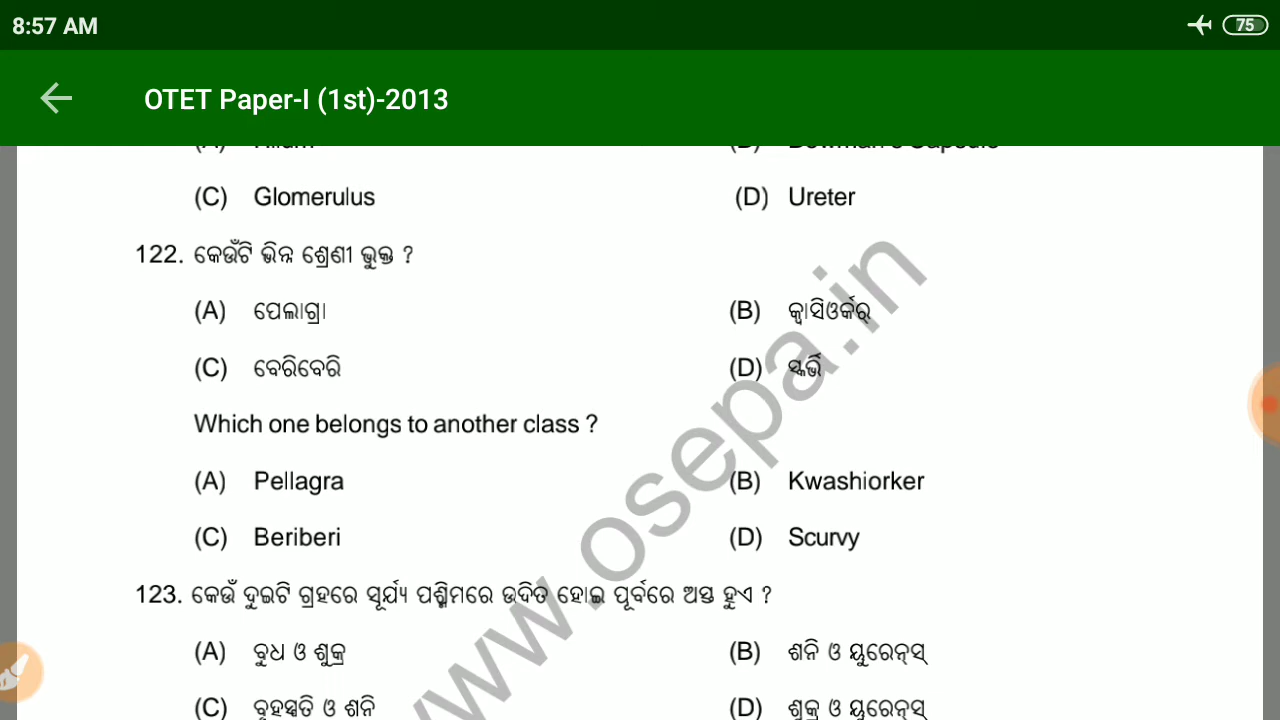 8:57 AM
75
OTET Paper-I (1st)-2013
(C) Glomerulus (D) Ureter
122. କେଉଁଟି ଭିନ୍ନ ଶ୍ରେଣୀ ଭୁକ୍ତ ?
(A) ପେଲାଗ୍ରା (B) କ୍ୱାସିଓର୍କର୍
(C) ବେରିବେରି (D) ସ୍କର୍ଭି
Which one belongs to another class ?
(A) Pellagra (B) Kwashiorker
(C) Beriberi (D) Scurvy
123. କେଉଁ ଦୁଇଟି ଗ୍ରହରେ ସୂର୍ଯ୍ୟ ପଶ୍ଚିମରେ ଉଦିତ ହୋଇ ପୂର୍ବରେ ଅସ୍ତ ହୁଏ ?
(A) ବୁଧ ଓ ଶୁକ୍ର (B) ଶନି ଓ ୟୁରେନ୍ସ୍
(C) ବୃହସ୍ପତି ଓ ଶନି (D) ଶୁକ୍ର ଓ ୟୁରେନ୍ସ୍
www.osepa.in